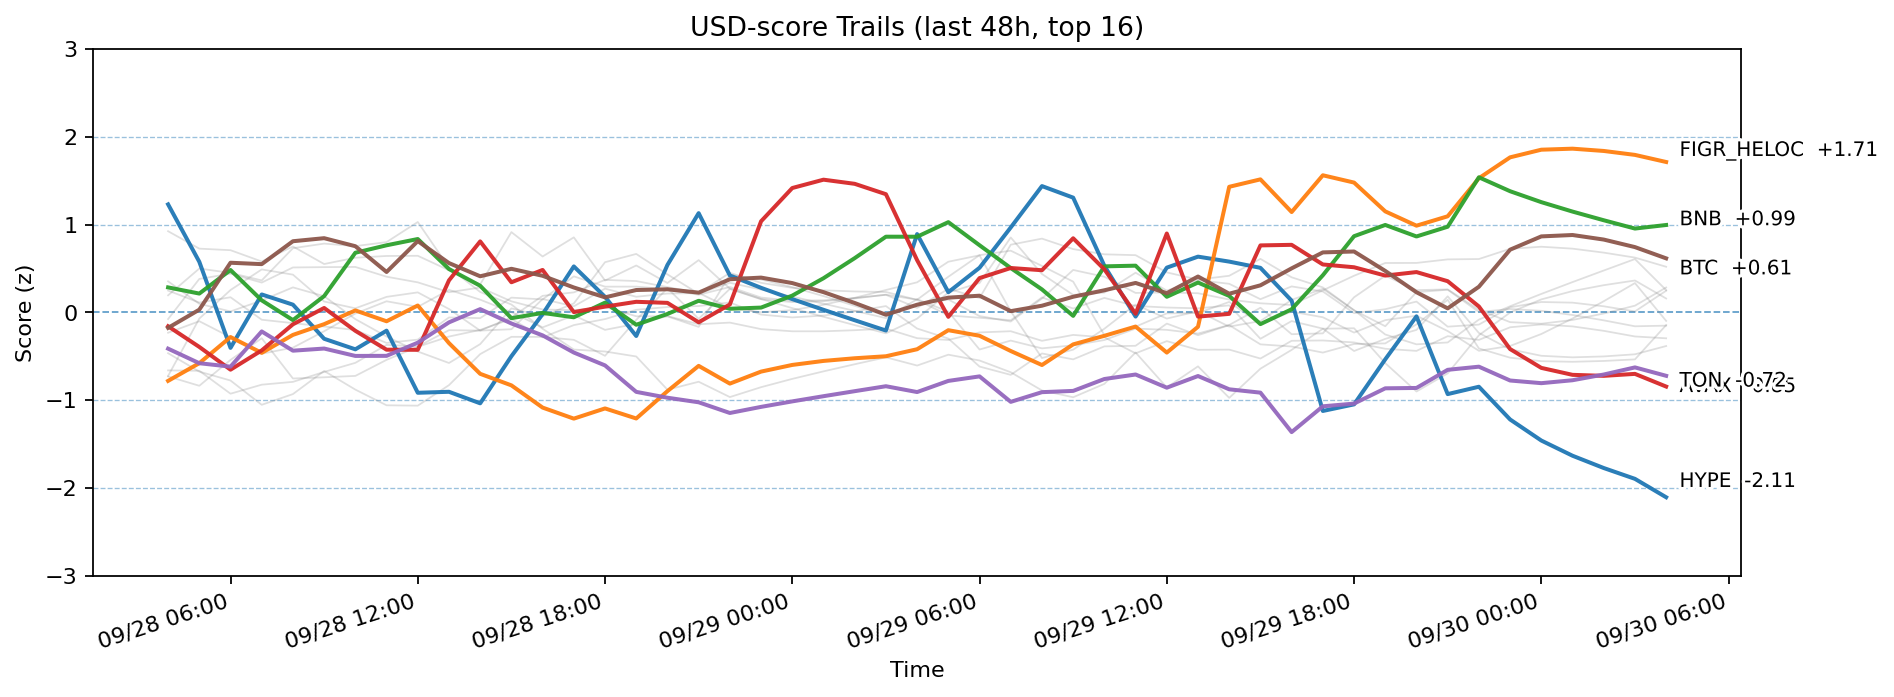 USD-score Trails (last 48h, top 16)
Score (z)
3
2
1
0
−1
−2
−3
FIGR_HELOC +1.71
BNB +0.99
BTC +0.61
TON -0.72
HYPE -2.11
09/28 06:00
09/28 12:00
09/28 18:00
09/29 00:00
09/29 06:00
09/29 12:00
09/29 18:00
09/30 00:00
09/30 06:00
Time